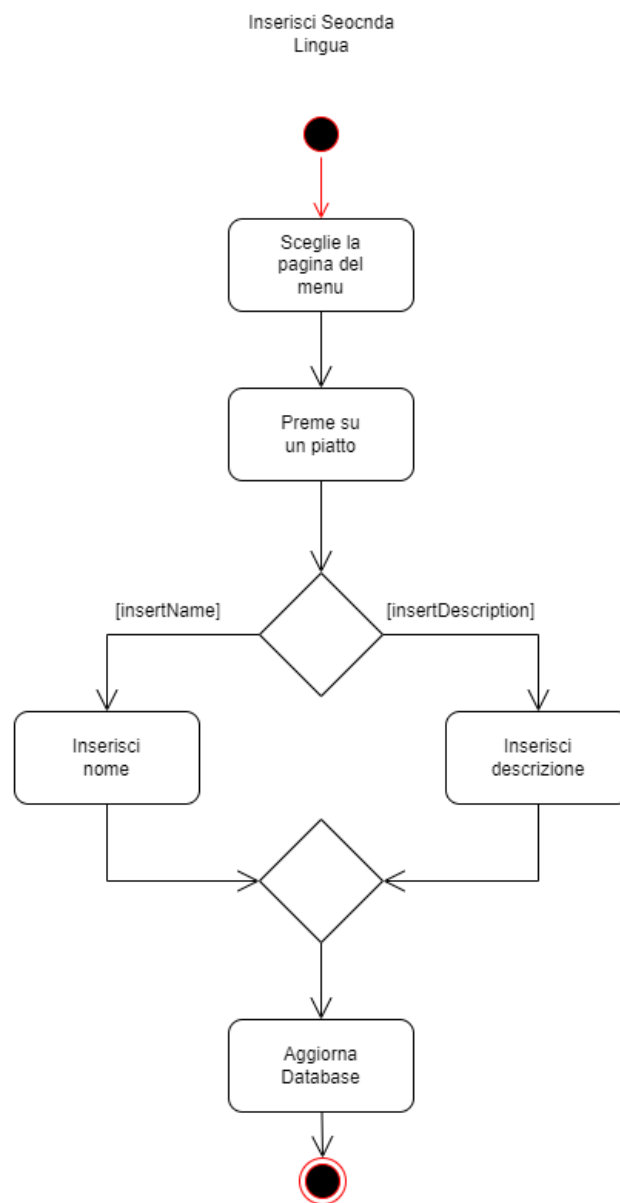 Inserisci Seocnda
Lingua
Sceglie la
pagina del
menu
Preme su
un piatto
[insertName]
[insertDescription]
Inserisci
nome
Inserisci
descrizione
Aggiorna
Database